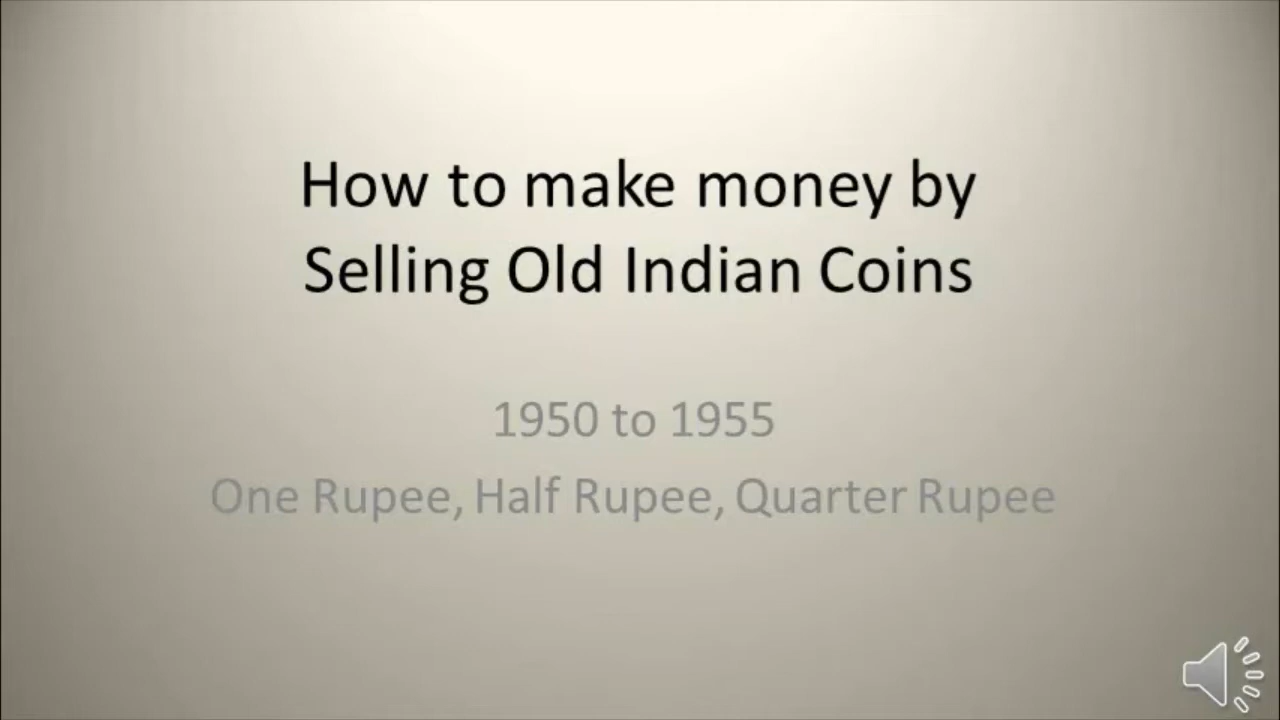 How to make money by
Selling Old Indian Coins
1950 to 1955
One Rupee, Half Rupee, Quarter Rupee